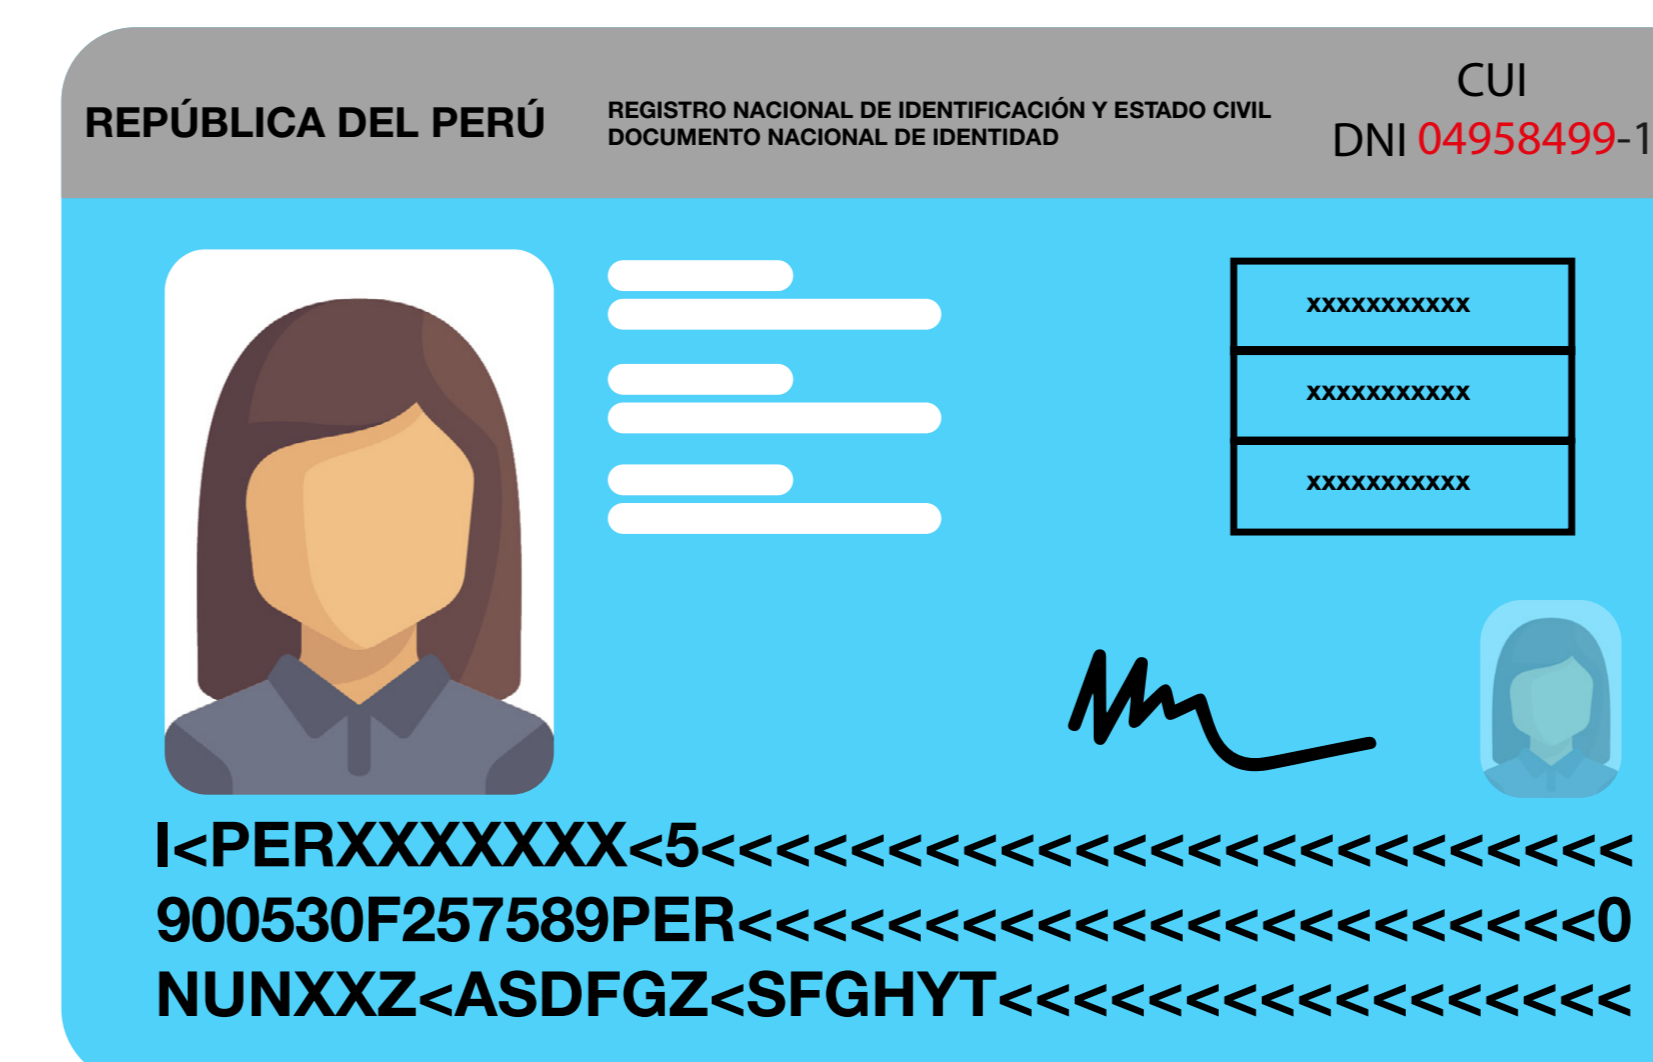 REPÚBLICA DEL PERÚ
REGISTRO NACIONAL DE IDENTIFICACIÓN Y ESTADO CIVIL
DOCUMENTO NACIONAL DE IDENTIDAD
CUI
DNI 04958499-1
xxxxxxxxxxx
xxxxxxxxxxx
xxxxxxxxxxx
I<PERXXXXXXX<5<<<<<<<<<<<<<<<<<<<<<<<<<
900530F257589PER<<<<<<<<<<<<<<<<<<<<<<<0
NUNXXZ<ASDFGZ<SFGHYT<<<<<<<<<<<<<<<<<